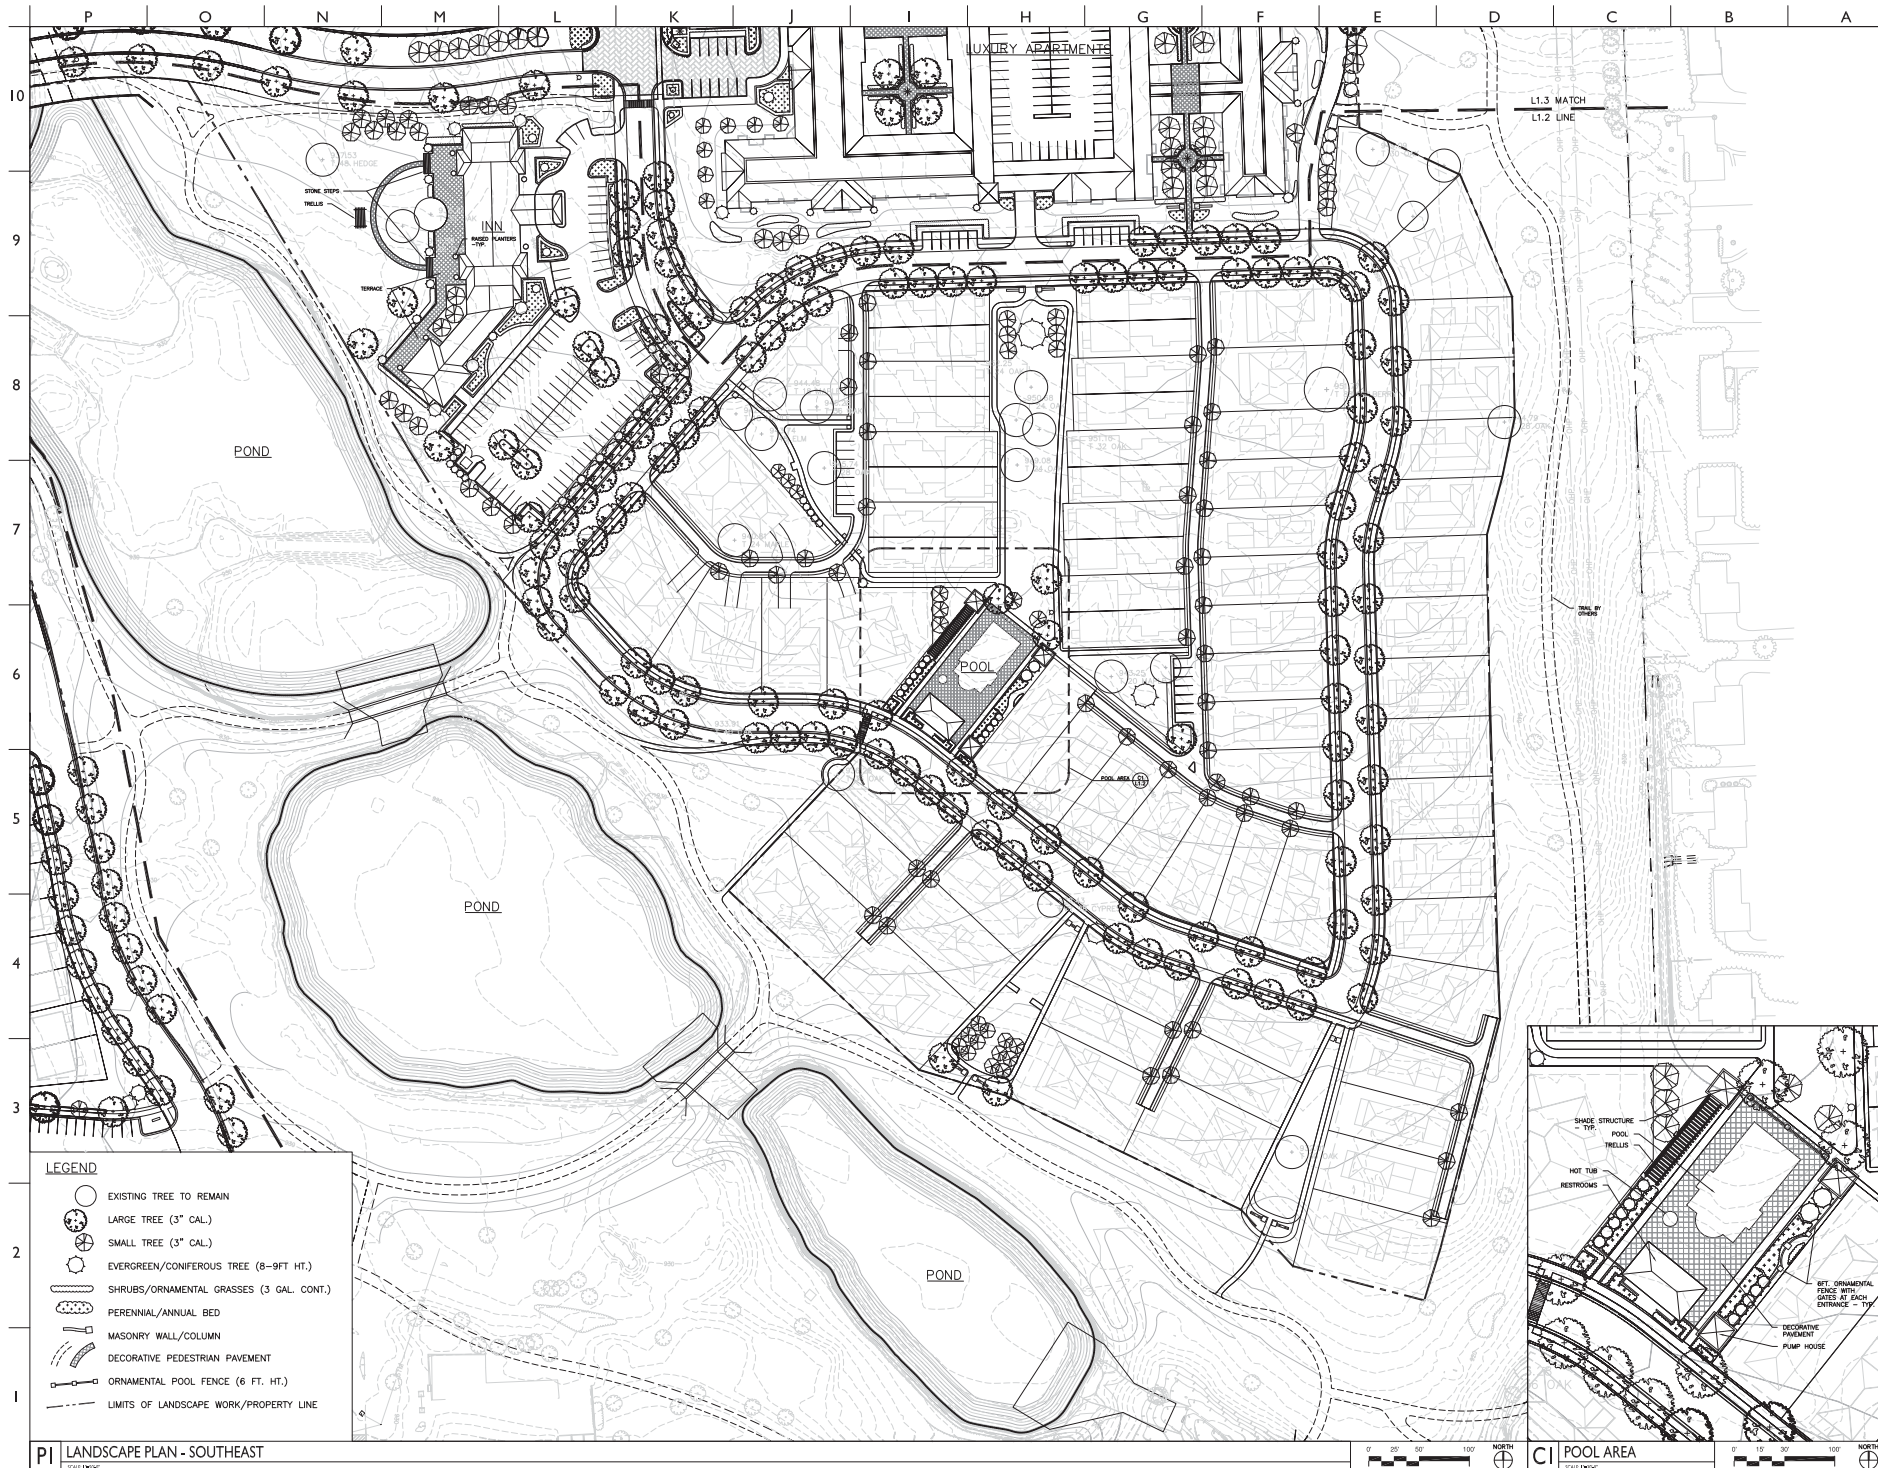 P O N M L K J I H G F E D C B A
10
9
8
7
6
5
4
3
2
1
LUXURY APARTMENTS
L1.3 MATCH
L1.2 LINE
STONE STEPS
TRELLIS
INN
RAISED PLANTERS
-TYP.
TERRACE
POND
POOL
TRAIL BY
OTHERS
POOL AREA
POND
POND
LEGEND
EXISTING TREE TO REMAIN
LARGE TREE (3" CAL.)
SMALL TREE (3" CAL.)
EVERGREEN/CONIFEROUS TREE (8-9FT HT.)
SHRUBS/ORNAMENTAL GRASSES (3 GAL. CONT.)
PERENNIAL/ANNUAL BED
MASONRY WALL/COLUMN
DECORATIVE PEDESTRIAN PAVEMENT
ORNAMENTAL POOL FENCE (6 FT. HT.)
LIMITS OF LANDSCAPE WORK/PROPERTY LINE
SHADE STRUCTURE
- TYP.
POOL
TRELLIS
HOT TUB
RESTROOMS
6FT. ORNAMENTAL
FENCE WITH
GATES AT EACH
ENTRANCE - TYP.
DECORATIVE
PAVEMENT
PUMP HOUSE
OAK
P1 LANDSCAPE PLAN - SOUTHEAST
0' 25' 50' 100'
NORTH
C1 POOL AREA
0' 15' 30' 100'
NORTH